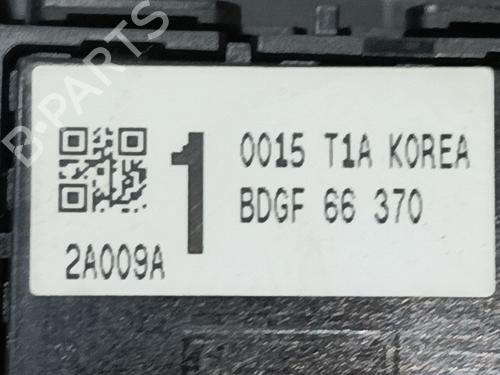 B-PARTS
1
0015 T1A KOREA
BDGF 66 370
2A009A